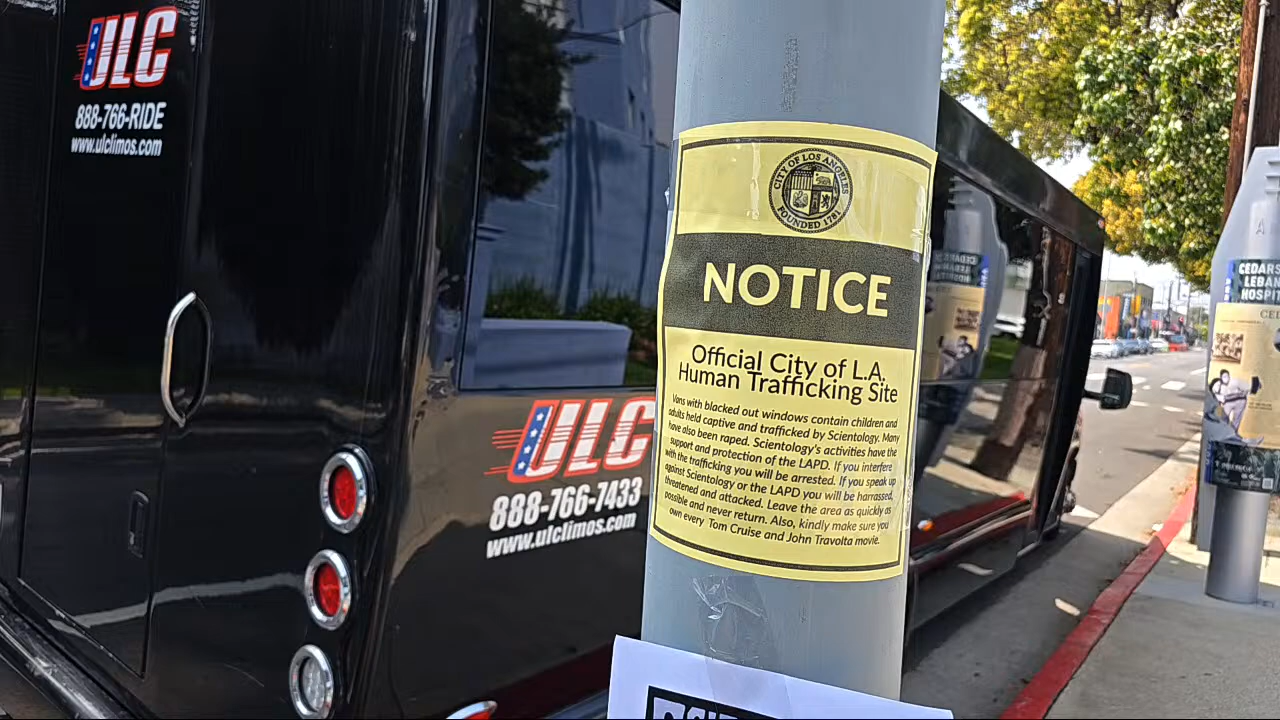 ULC
888-766-RIDE
www.ulclimos.com
CITY OF LOS ANGELES
FOUNDED 1781
NOTICE
Official City of L.A.
Human Trafficking Site
Vans with blacked out windows contain children and
adults held captive and trafficked by Scientology. Many
have also been raped. Scientology's activities have the
support and protection of the LAPD. If you interfere
with the trafficking you will be arrested. If you speak up
against Scientology or the LAPD you will be harrassed,
threatened and attacked. Leave the area as quickly as
possible and never return. Also, kindly make sure you
own every Tom Cruise and John Travolta movie.
ULC
888-766-7433
www.ulclimos.com
CEDARS
LEBAN
HOSPI